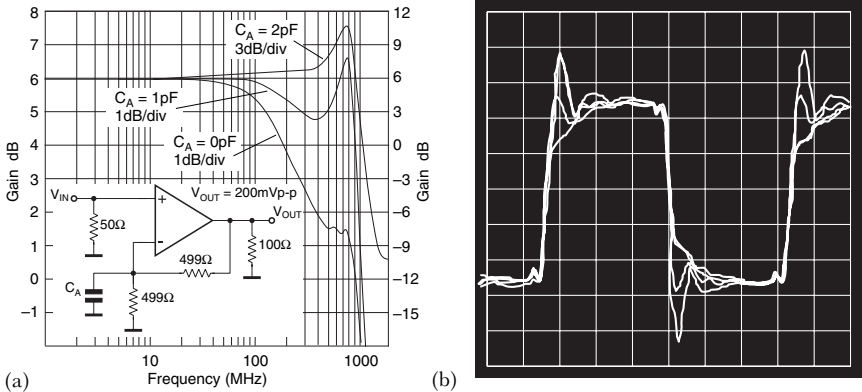 8
7
6
5
4
3
2
1
0
−1
12
9
6
3
0
−3
−6
−9
−12
−15
Gain dB
Gain dB
C_A = 2pF
3dB/div
C_A = 1pF
1dB/div
C_A = 0pF
1dB/div
V_OUT = 200mVp-p
V_IN
V_OUT
+
-
50Ω
100Ω
499Ω
499Ω
C_A
10
100
1000
Frequency (MHz)
(a)
(b)